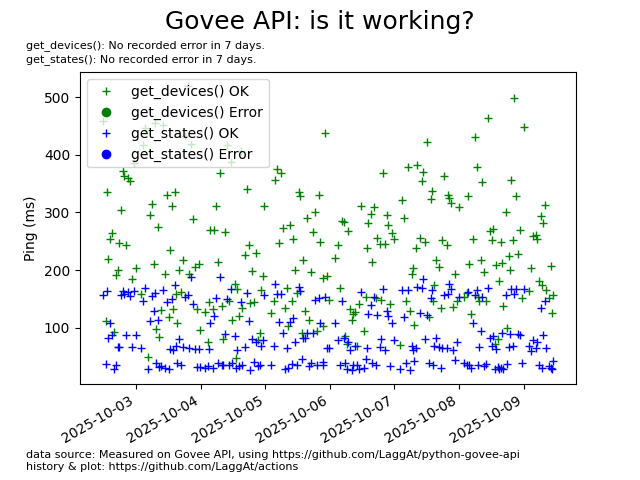 Govee API: is it working?
get_devices(): No recorded error in 7 days.
get_states(): No recorded error in 7 days.
get_devices() OK
get_devices() Error
get_states() OK
get_states() Error
Ping (ms)
500
400
300
200
100
2025-10-03
2025-10-04
2025-10-05
2025-10-06
2025-10-07
2025-10-08
2025-10-09
data source: Measured on Govee API, using https://github.com/LaggAt/python-govee-api
history & plot: https://github.com/LaggAt/actions